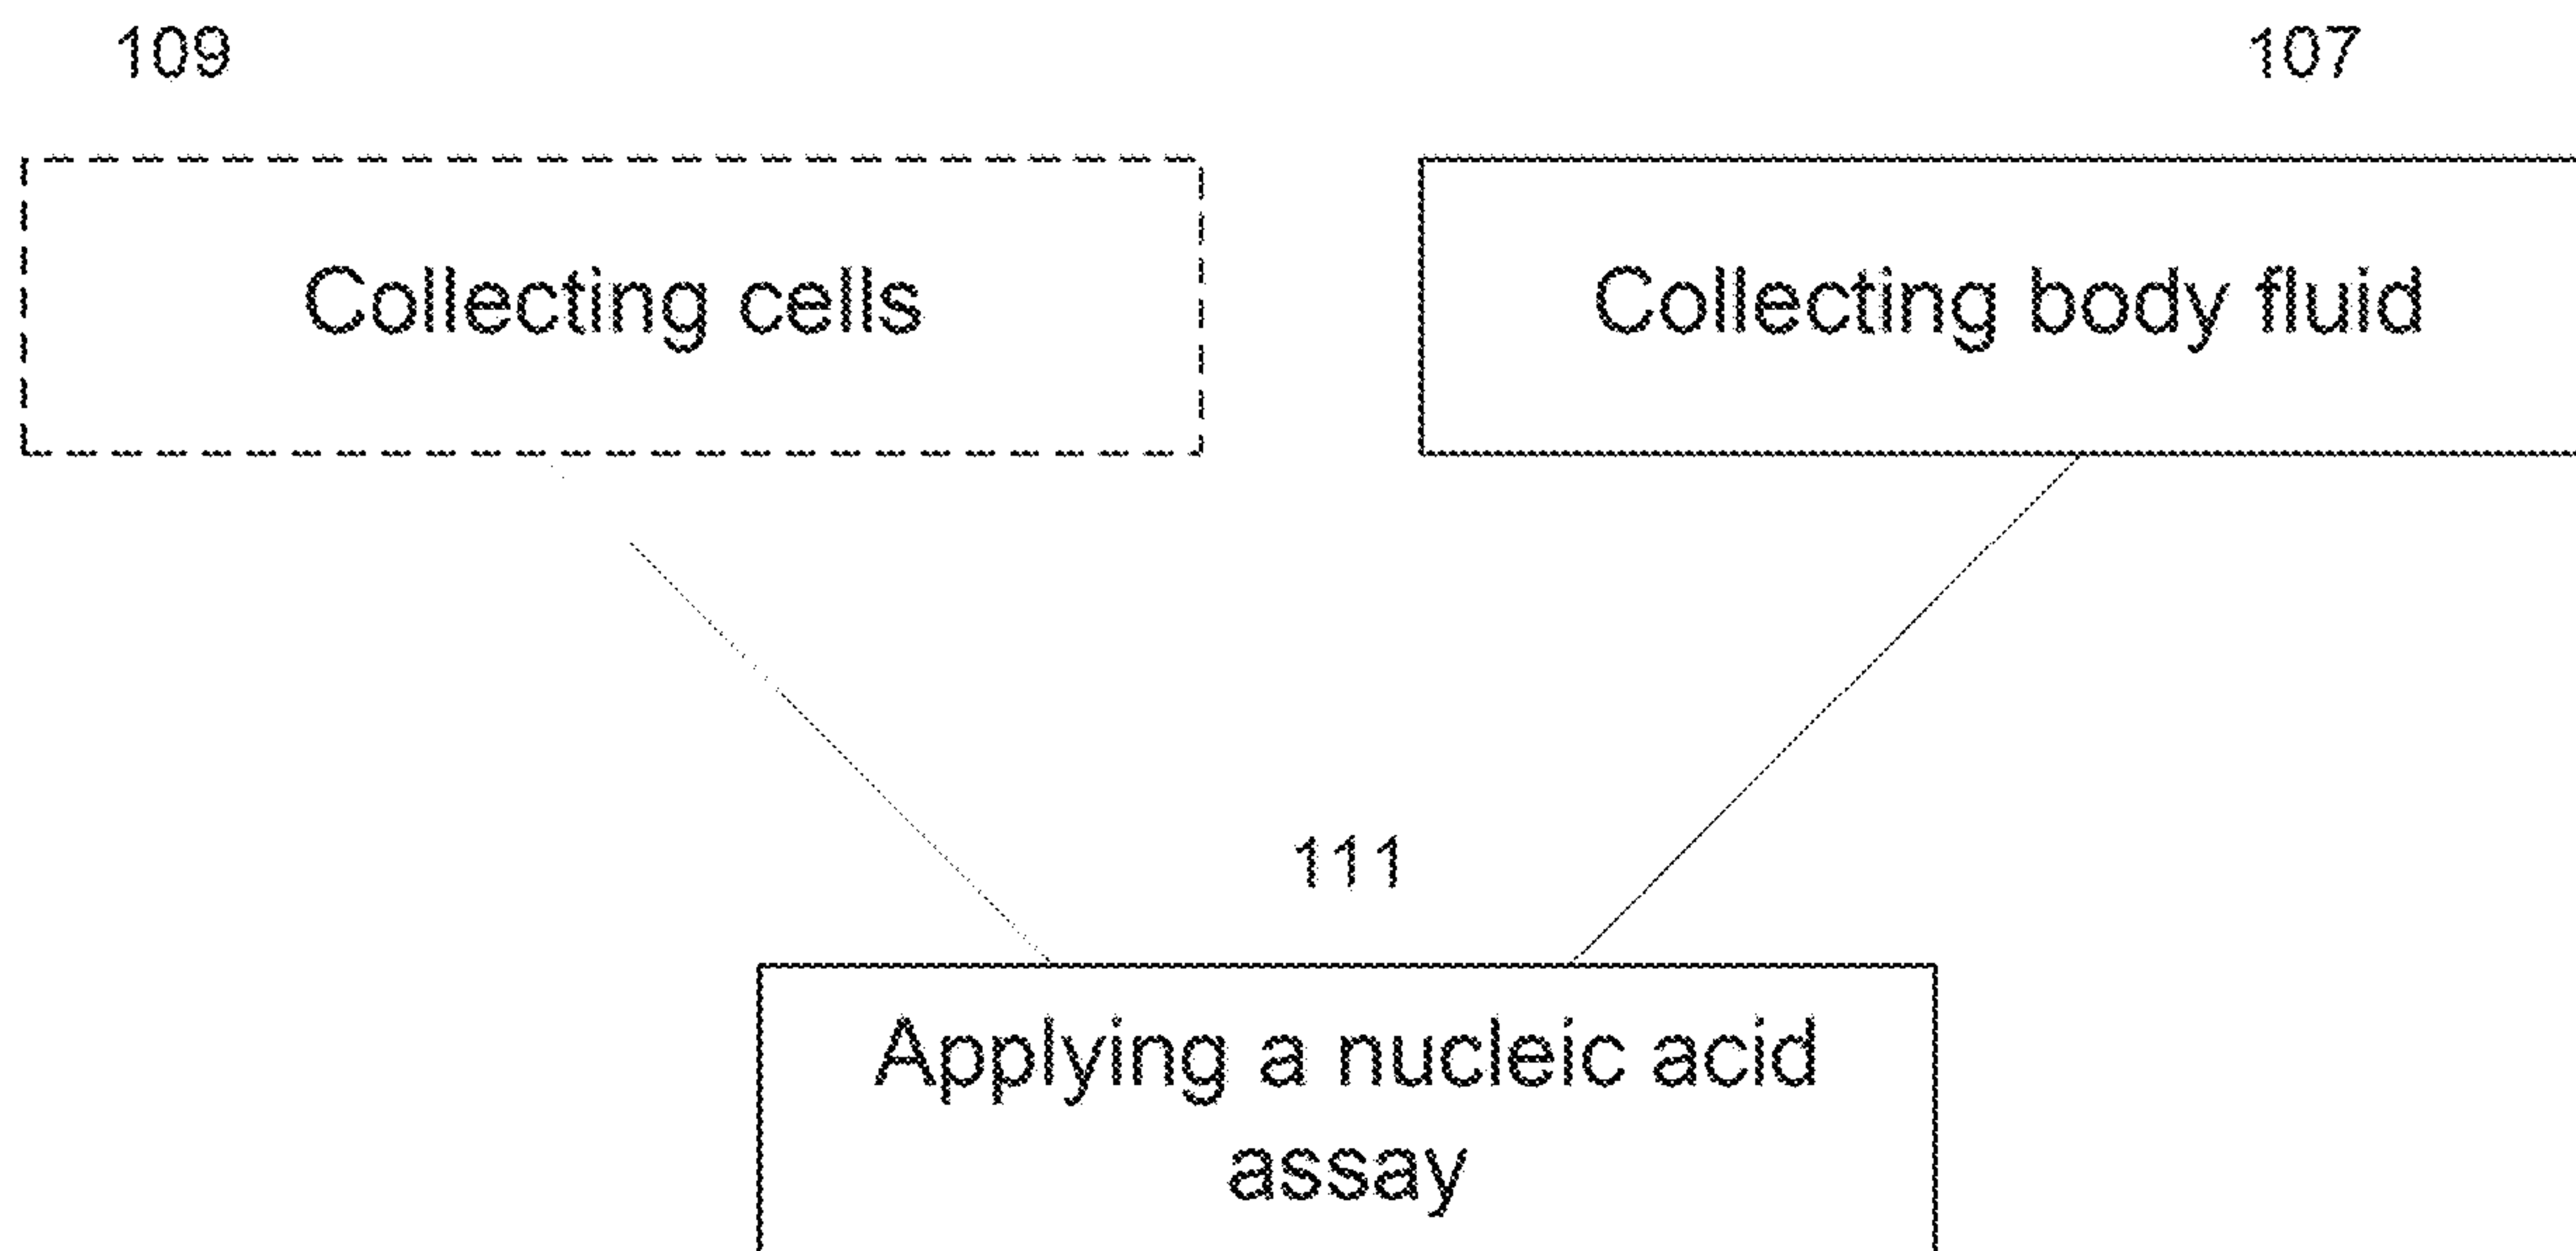 109
107
Collecting cells
Collecting body fluid
111
Applying a nucleic acid
assay